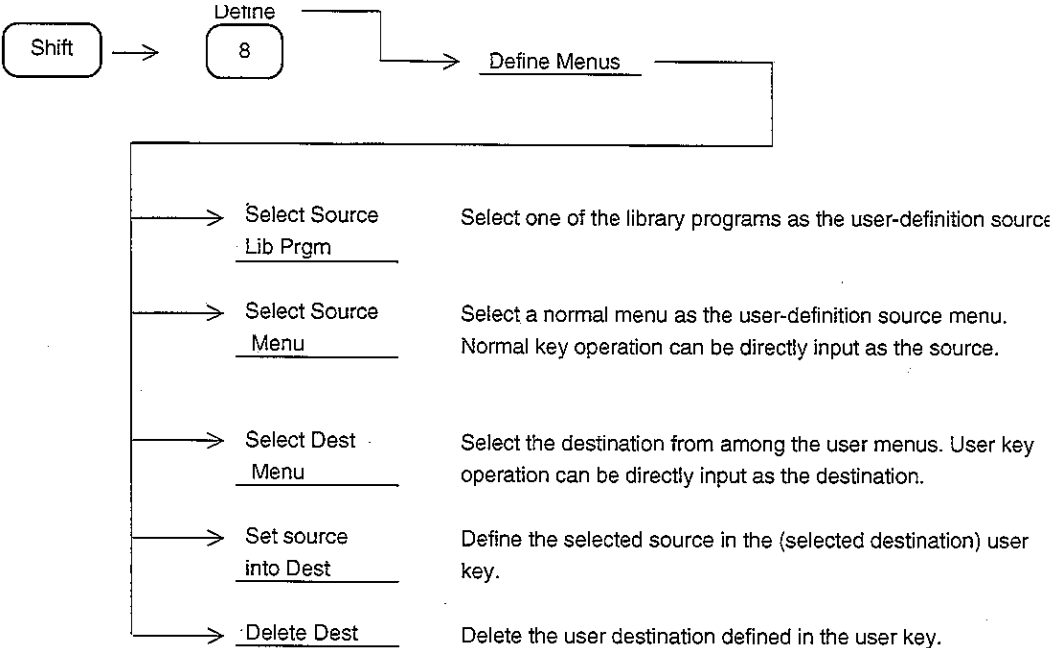 Define
Shift
8
Define Menus
Select Source
Lib Prgm
Select one of the library programs as the user-definition source
Select Source
Menu
Select a normal menu as the user-definition source menu.
Normal key operation can be directly input as the source.
Select Dest
Menu
Select the destination from among the user menus. User key
operation can be directly input as the destination.
Set source
into Dest
Define the selected source in the (selected destination) user
key.
Delete Dest
Delete the user destination defined in the user key.